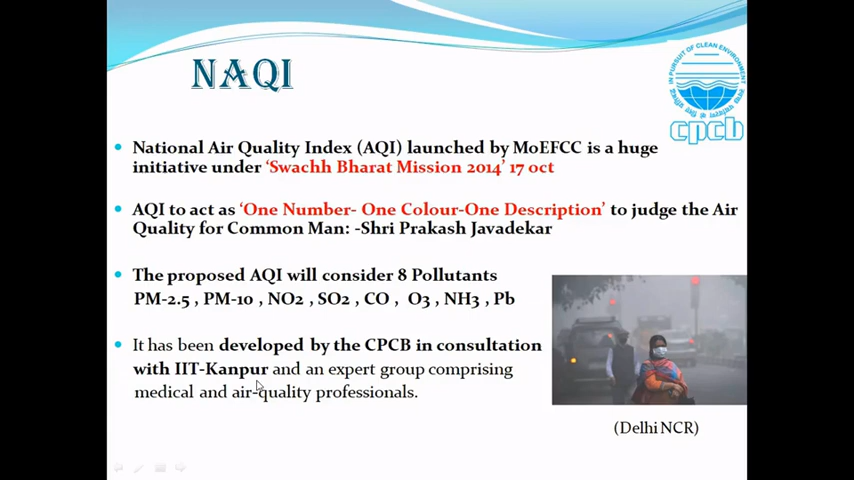 NAQI
IN PURSUIT OF CLEAN ENVIRONMENT
cpcb
National Air Quality Index (AQI) launched by MoEFCC is a huge
initiative under ‘Swachh Bharat Mission 2014’ 17 oct
AQI to act as ‘One Number- One Colour-One Description’ to judge the Air
Quality for Common Man: -Shri Prakash Javadekar
The proposed AQI will consider 8 Pollutants
PM-2.5 , PM-10 , NO2 , SO2 , CO , O3 , NH3 , Pb
It has been developed by the CPCB in consultation
with IIT-Kanpur and an expert group comprising
medical and air-quality professionals.
(Delhi NCR)